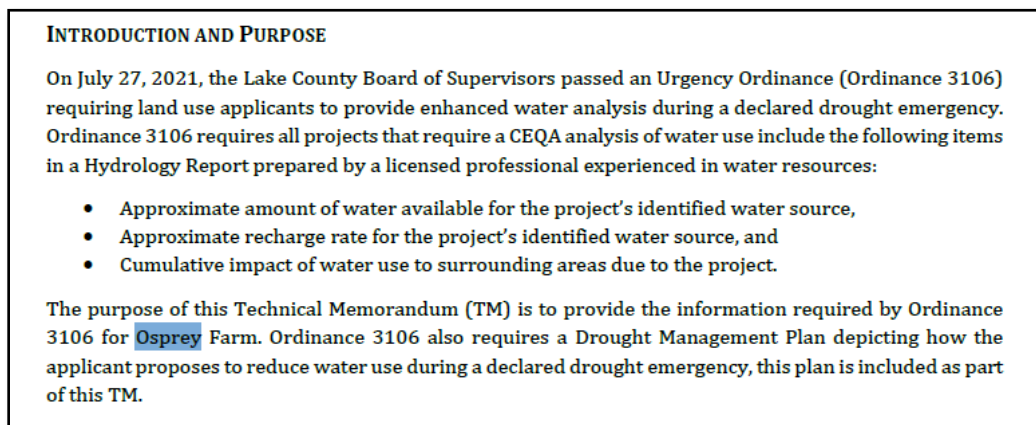 INTRODUCTION AND PURPOSE
On July 27, 2021, the Lake County Board of Supervisors passed an Urgency Ordinance (Ordinance 3106)
requiring land use applicants to provide enhanced water analysis during a declared drought emergency.
Ordinance 3106 requires all projects that require a CEQA analysis of water use include the following items
in a Hydrology Report prepared by a licensed professional experienced in water resources:
• Approximate amount of water available for the project's identified water source,
• Approximate recharge rate for the project's identified water source, and
• Cumulative impact of water use to surrounding areas due to the project.
The purpose of this Technical Memorandum (TM) is to provide the information required by Ordinance
3106 for Osprey Farm. Ordinance 3106 also requires a Drought Management Plan depicting how the
applicant proposes to reduce water use during a declared drought emergency, this plan is included as part
of this TM.